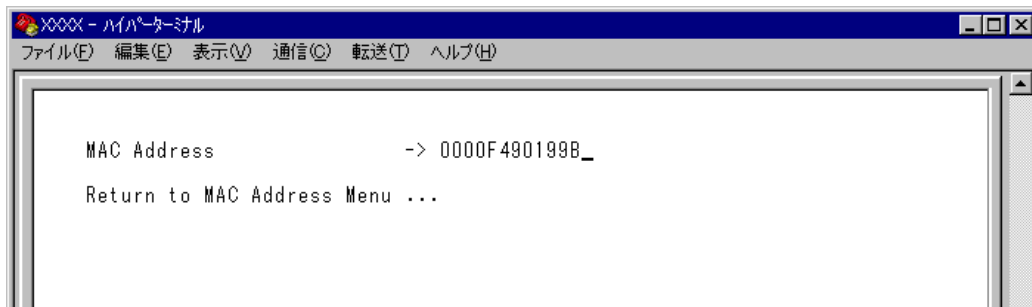 XXXX - ﾊｲﾊﾟｰﾀｰﾐﾅﾙ
ファイル(F) 編集(E) 表示(V) 通信(C) 転送(T) ヘルプ(H)
MAC Address -> 0000F490199B_
Return to MAC Address Menu ...